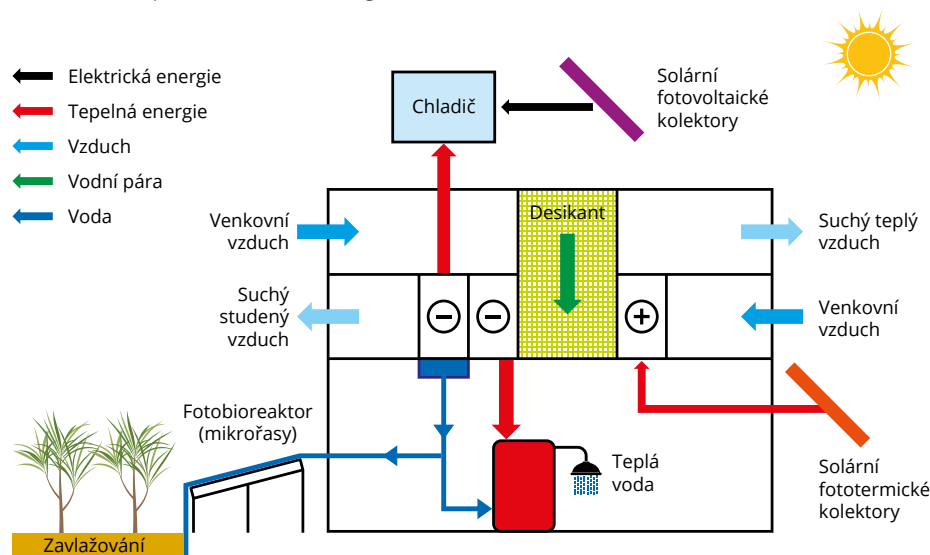 Elektrická energie
Tepelná energie
Vzduch
Vodní pára
Voda
Chladič
Solární
fotovoltaické
kolektory
Venkovní
vzduch
Desikant
Suchý teplý
vzduch
Suchý
studený
vzduch
−
−
+
Venkovní
vzduch
Fotobioreaktor
(mikrořasy)
Teplá
voda
Solární
fototermické
kolektory
Zavlažování